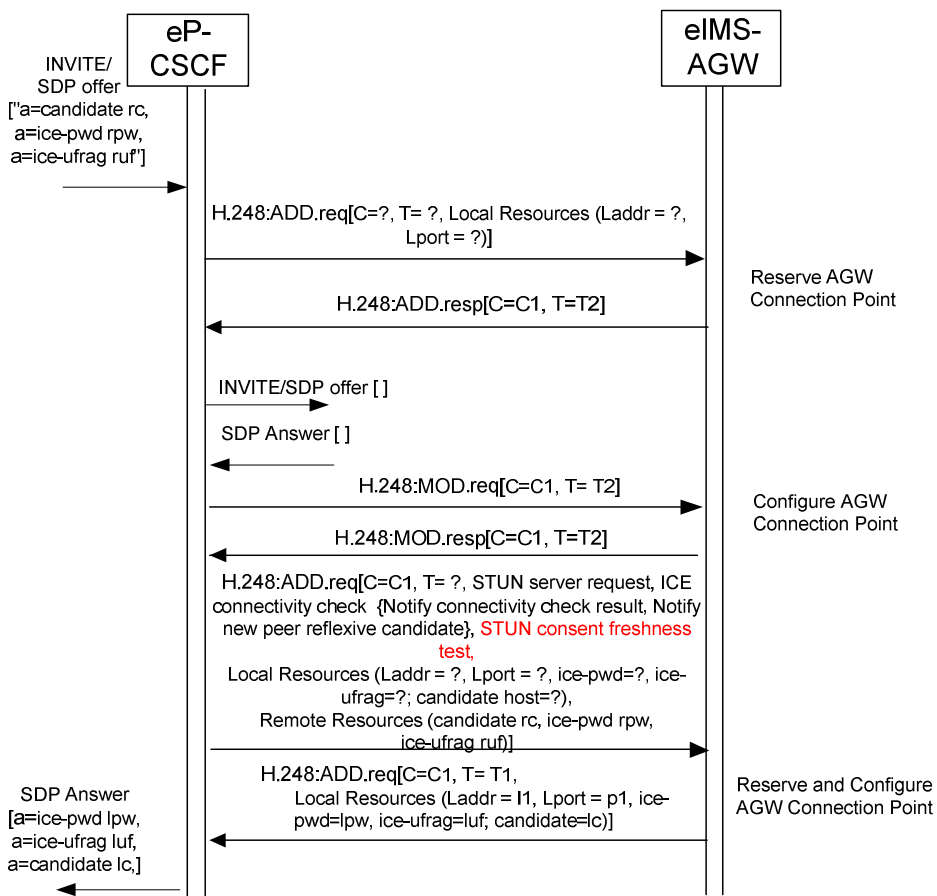 eP-
CSCF
eIMS-
AGW
INVITE/
SDP offer
["a=candidate rc,
a=ice-pwd rpw,
a=ice-ufrag ruf"]
H.248:ADD.req[C=?, T= ?, Local Resources (Laddr = ?,
Lport = ?)]
Reserve AGW
Connection Point
H.248:ADD.resp[C=C1, T=T2]
INVITE/SDP offer [ ]
SDP Answer [ ]
H.248:MOD.req[C=C1, T= T2]
Configure AGW
Connection Point
H.248:MOD.resp[C=C1, T=T2]
H.248:ADD.req[C=C1, T= ?, STUN server request, ICE
connectivity check {Notify connectivity check result, Notify
new peer reflexive candidate}, STUN consent freshness
test,
Local Resources (Laddr = ?, Lport = ?, ice-pwd=?, ice-
ufrag=?; candidate host=?),
Remote Resources (candidate rc, ice-pwd rpw,
ice-ufrag ruf)]
H.248:ADD.req[C=C1, T= T1,
Local Resources (Laddr = l1, Lport = p1, ice-
pwd=lpw, ice-ufrag=luf; candidate=lc)]
Reserve and Configure
AGW Connection Point
SDP Answer
[a=ice-pwd lpw,
a=ice-ufrag luf,
a=candidate lc,]